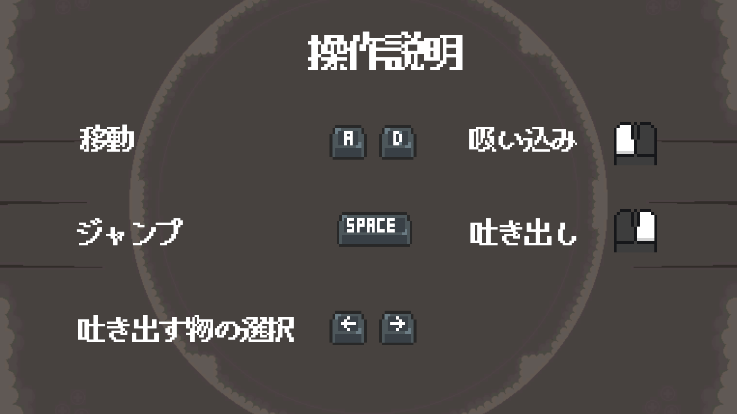 操作説明
移動 A D
吸い込み
ジャンプ SPACE
吐き出し
吐き出す物の選択 ← →